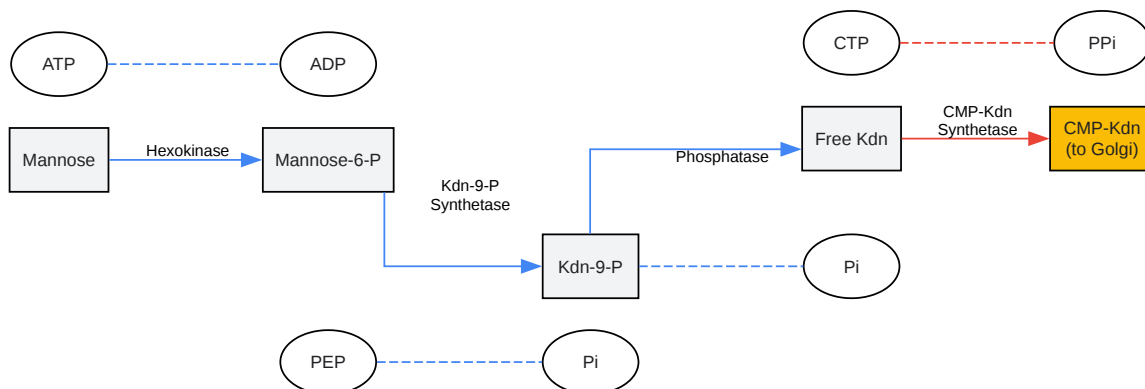 CTP
PPi
ATP
ADP
Mannose
Hexokinase
Mannose-6-P
Kdn-9-P
Synthetase
Phosphatase
Free Kdn
CMP-Kdn
Synthetase
CMP-Kdn
(to Golgi)
Kdn-9-P
Pi
PEP
Pi